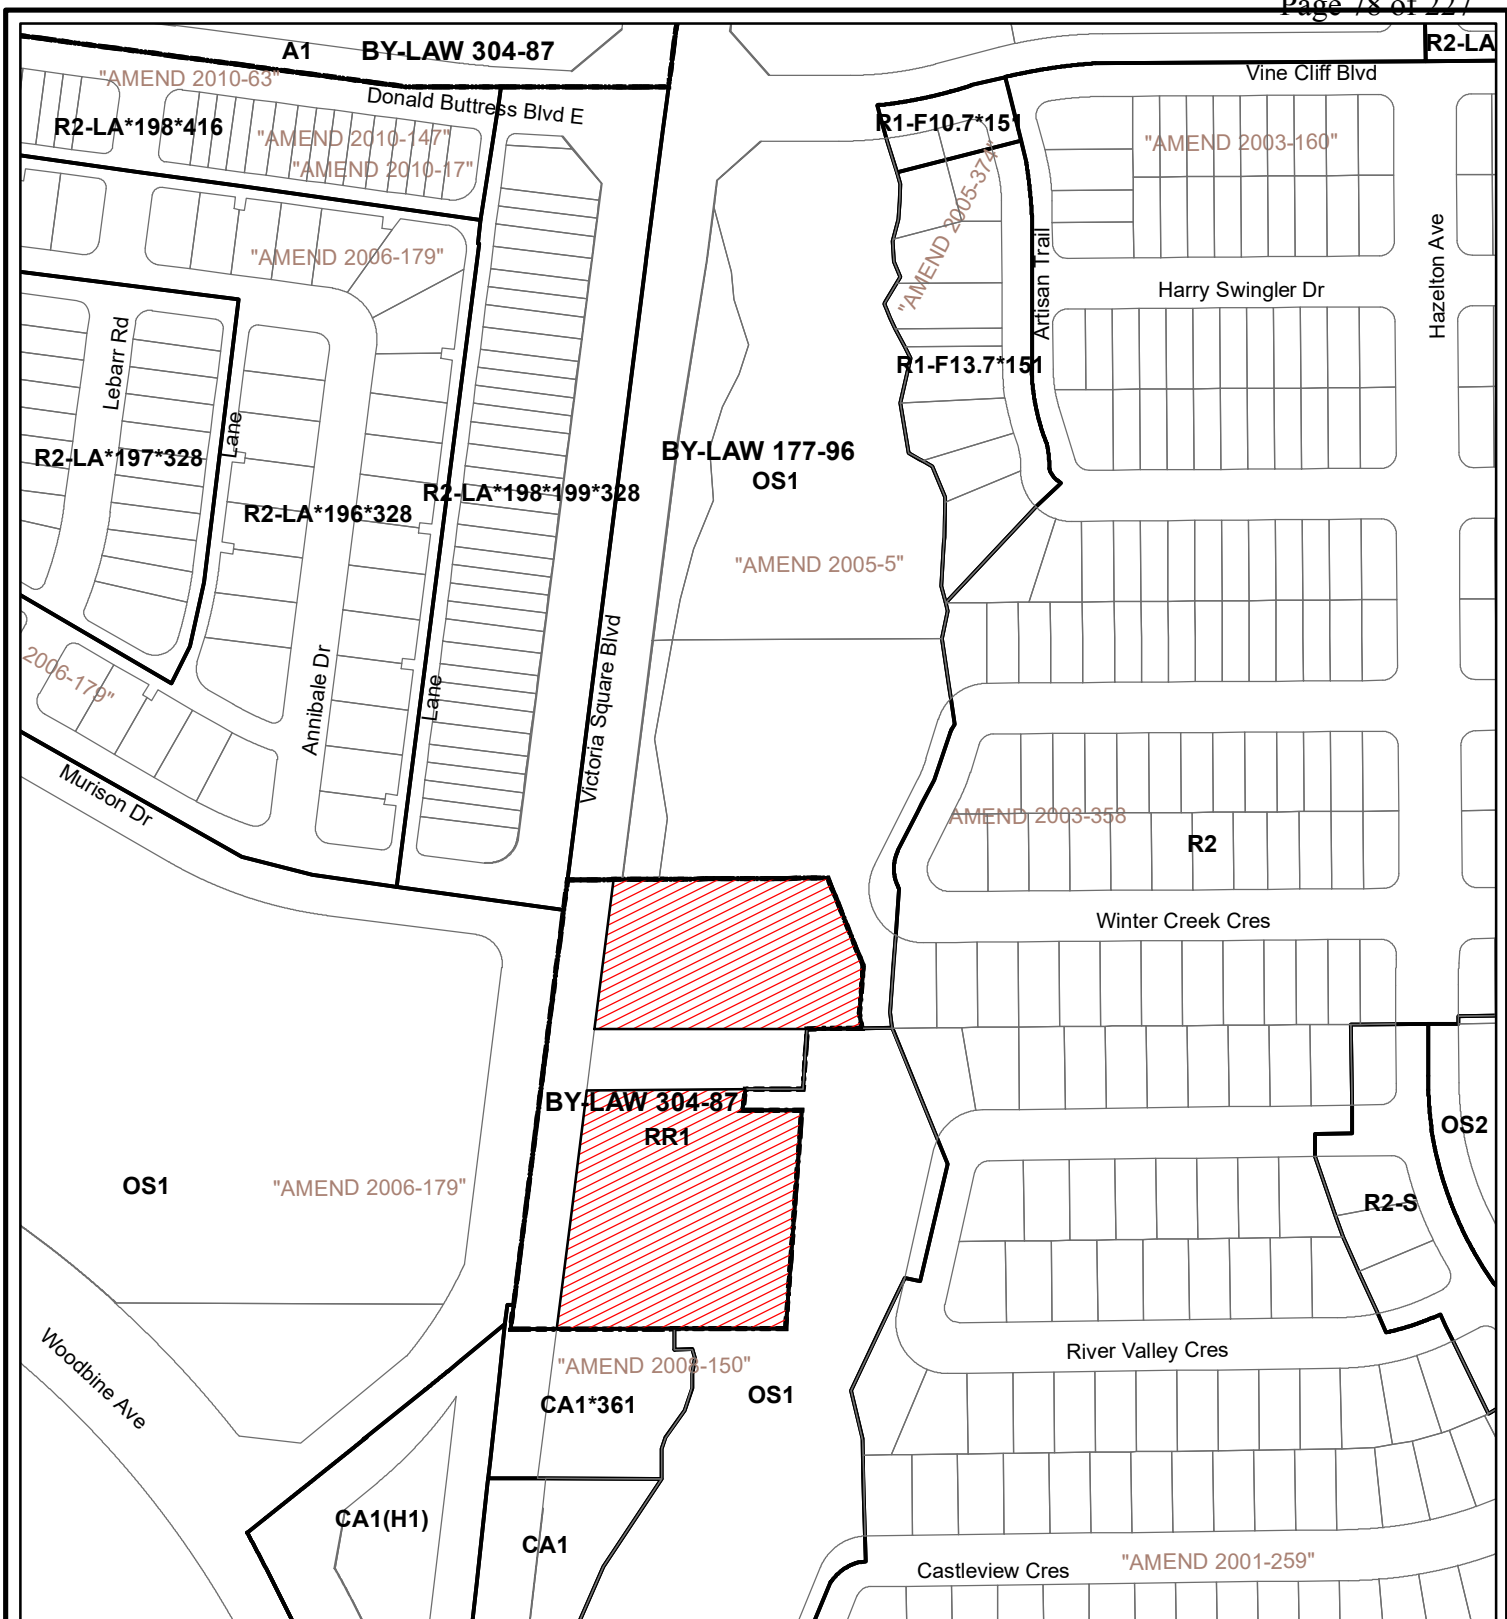 Page 78 of 227
A1
BY-LAW 304-87
R2-LA
"AMEND 2010-63"
Vine Cliff Blvd
Donald Buttress Blvd E
R2-LA*198*416
"AMEND 2010-147"
R1-F10.7*151
"AMEND 2003-160"
"AMEND 2010-17"
"AMEND 2005-374"
"AMEND 2006-179"
Artisan Trail
Hazelton Ave
Harry Swingler Dr
Lebarr Rd
R1-F13.7*151
Lane
R2-LA*197*328
BY-LAW 177-96
OS1
R2-LA*198*199*328
R2-LA*196*328
"AMEND 2005-5"
2006-179"
Annibale Dr
Lane
Victoria Square Blvd
Murison Dr
AMEND 2003-358
R2
Winter Creek Cres
BY-LAW 304-87
RR1
OS2
OS1
"AMEND 2006-179"
R2-S
Woodbine Ave
River Valley Cres
"AMEND 2008-150"
CA1*361
OS1
CA1(H1)
CA1
Castleview Cres
"AMEND 2001-259"